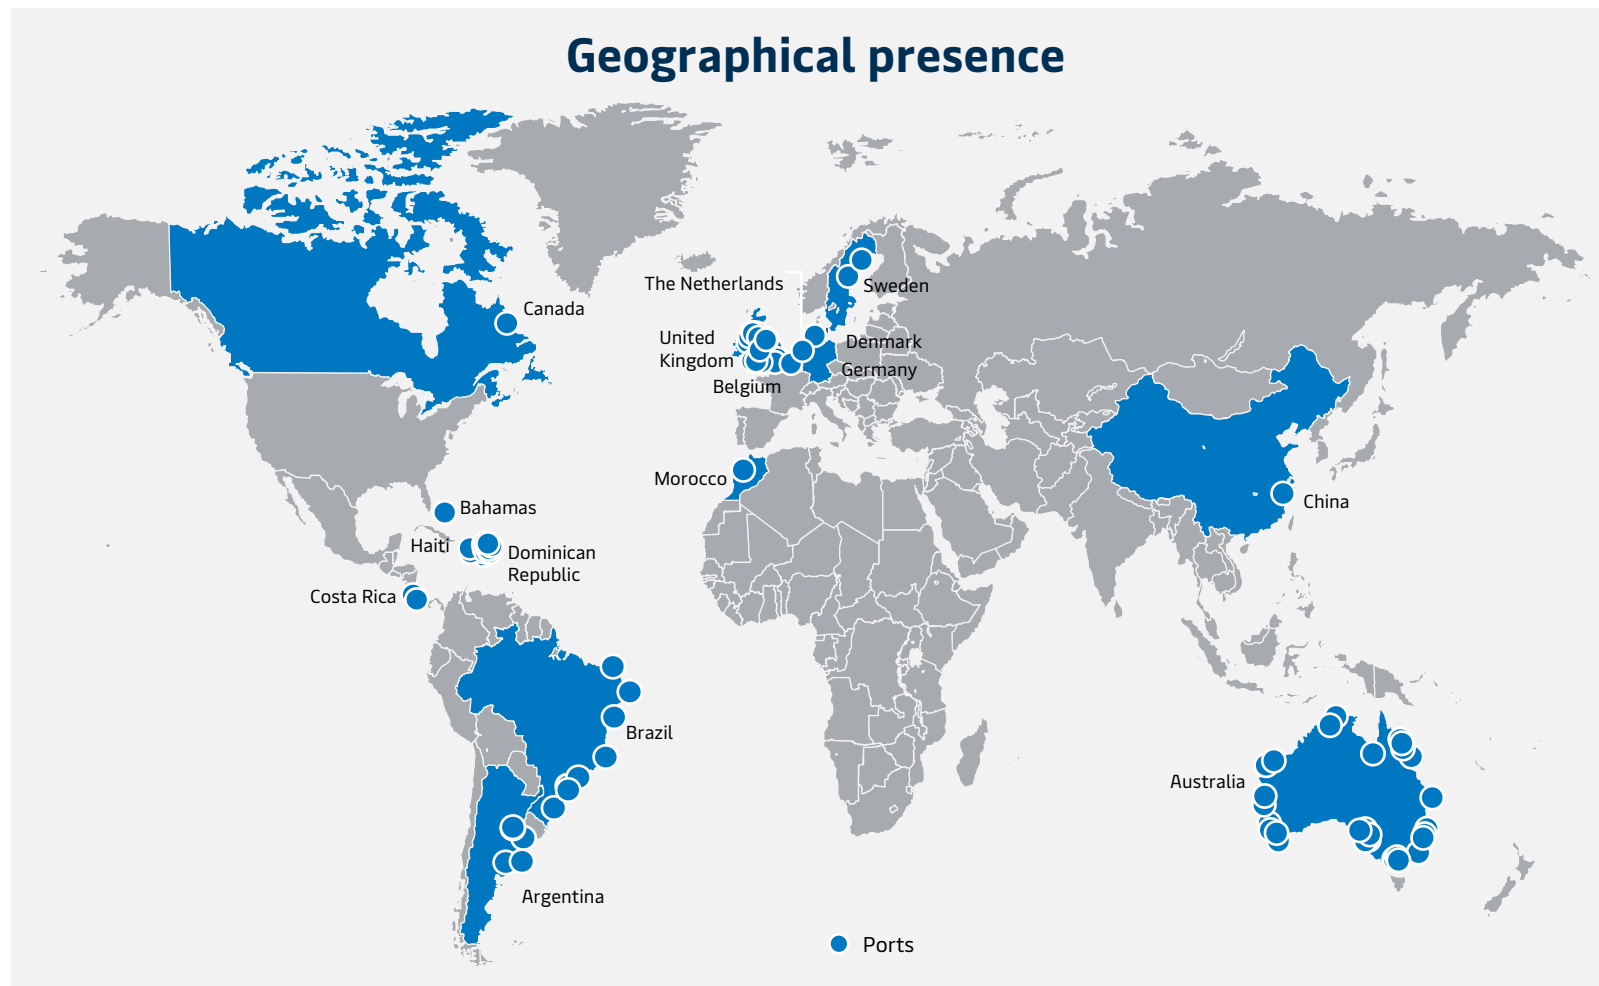 Geographical presence
Canada
The Netherlands
Sweden
United
Kingdom
Denmark
Germany
Belgium
Morocco
China
Bahamas
Haiti
Dominican
Republic
Costa Rica
Brazil
Australia
Argentina
Ports